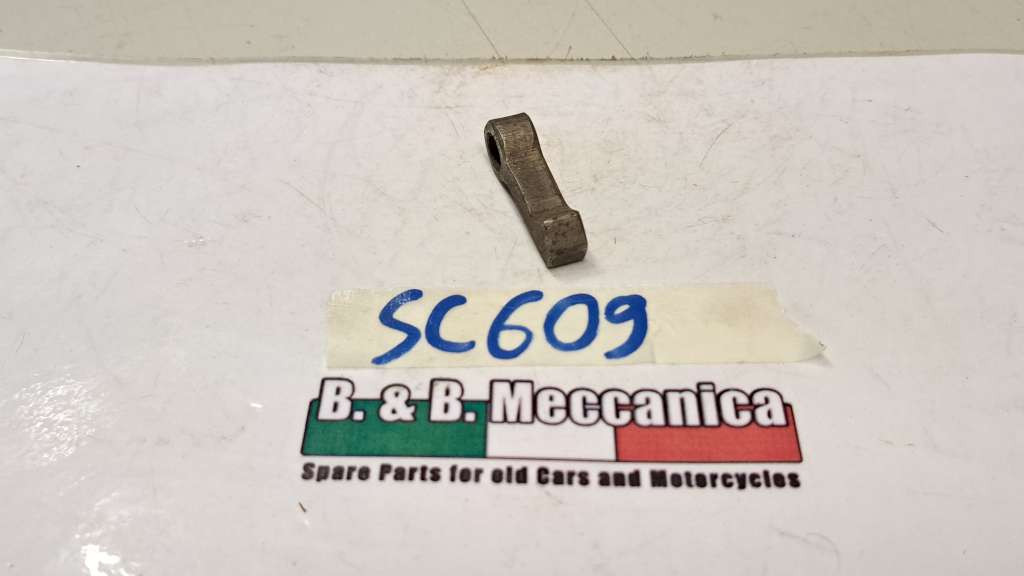 SC609
B. & B. Meccanica
Spare Parts for old Cars and Motorcycles